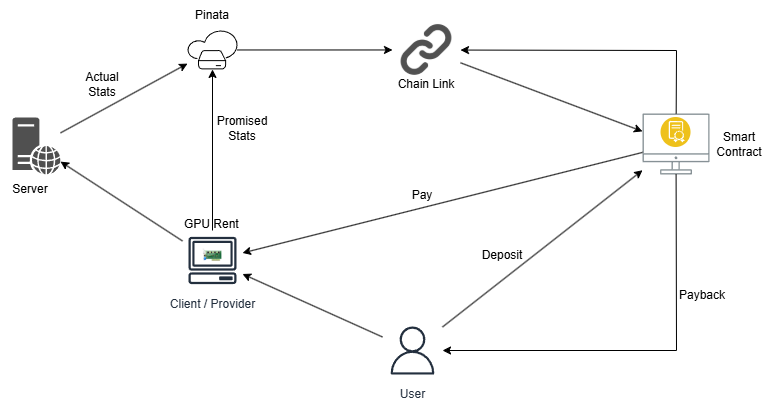 Pinata
Actual
Stats
Chain Link
Promised
Stats
Smart
Contract
Server
Pay
GPU Rent
Deposit
Client / Provider
Payback
User